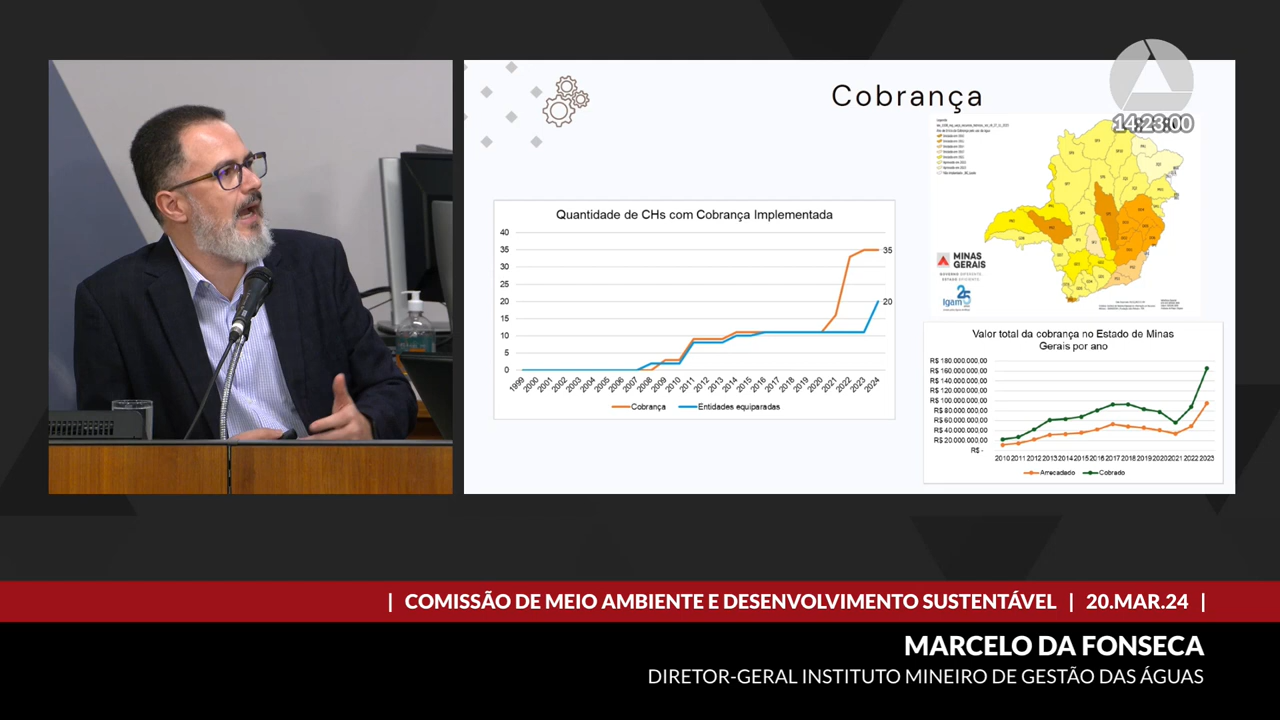 Cobrança
14:23:00
Quantidade de CHs com Cobrança Implementada
40
35
30
25
20
15
10
5
0
35
20
1999 2000 2001 2002 2003 2004 2005 2006 2007 2008 2009 2010 2011 2012 2013 2014 2015 2016 2017 2018 2019 2020 2021 2022 2023 2024
Cobrança Entidades equiparadas
MINAS
GERAIS
GOVERNO DIFERENTE.
ESTADO EFICIENTE.
Igam 25
Valor total da cobrança no Estado de Minas
Gerais por ano
R$ 180.000.000,00
R$ 160.000.000,00
R$ 140.000.000,00
R$ 120.000.000,00
R$ 100.000.000,00
R$ 80.000.000,00
R$ 60.000.000,00
R$ 40.000.000,00
R$ 20.000.000,00
R$ -
2010 2011 2012 2013 2014 2015 2016 2017 2018 2019 2020 2021 2022 2023
Arrecadado Cobrado
| COMISSÃO DE MEIO AMBIENTE E DESENVOLVIMENTO SUSTENTÁVEL | 20.MAR.24 |
MARCELO DA FONSECA
DIRETOR-GERAL INSTITUTO MINEIRO DE GESTÃO DAS ÁGUAS